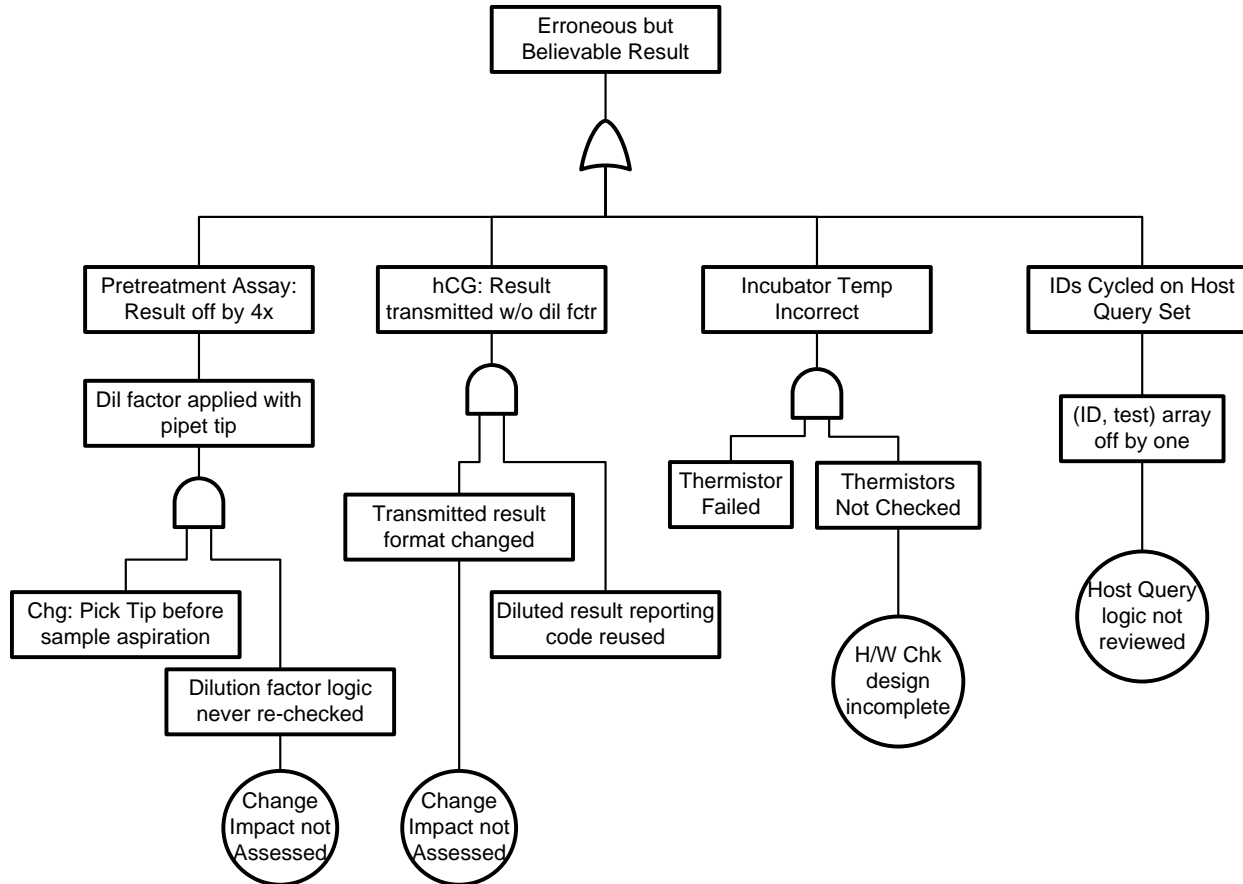 Erroneous but
Believable Result
Pretreatment Assay:
Result off by 4x
hCG: Result
transmitted w/o dil fctr
Incubator Temp
Incorrect
IDs Cycled on Host
Query Set
Dil factor applied with
pipet tip
(ID, test) array
off by one
Thermistor
Failed
Thermistors
Not Checked
Transmitted result
format changed
Chg: Pick Tip before
sample aspiration
Diluted result reporting
code reused
Host Query
logic not
reviewed
H/W Chk
design
incomplete
Dilution factor logic
never re-checked
Change
Impact not
Assessed
Change
Impact not
Assessed